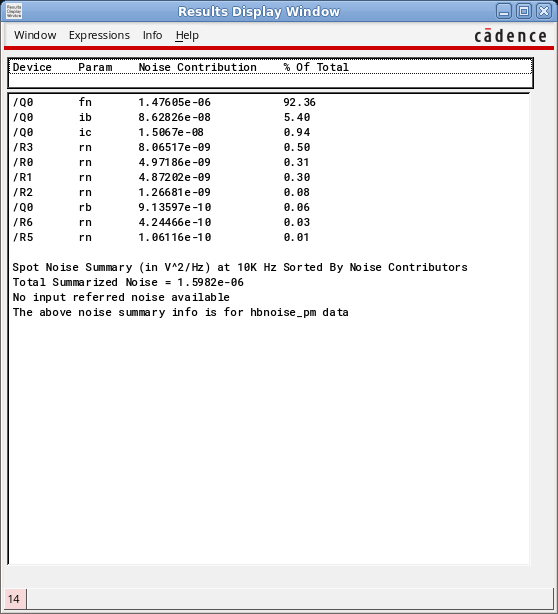 Results Display Window
Window Expressions Info Help
cādence
Device Param Noise Contribution % Of Total
/Q0 fn 1.47605e-06 92.36
/Q0 ib 8.62826e-08 5.40
/Q0 ic 1.5067e-08 0.94
/R3 rn 8.06517e-09 0.50
/R0 rn 4.97186e-09 0.31
/R1 rn 4.87202e-09 0.30
/R2 rn 1.26681e-09 0.08
/Q0 rb 9.13597e-10 0.06
/R6 rn 4.24466e-10 0.03
/R5 rn 1.06116e-10 0.01
Spot Noise Summary (in V^2/Hz) at 10K Hz Sorted By Noise Contributors
Total Summarized Noise = 1.5982e-06
No input referred noise available
The above noise summary info is for hbnoise_pm data
14